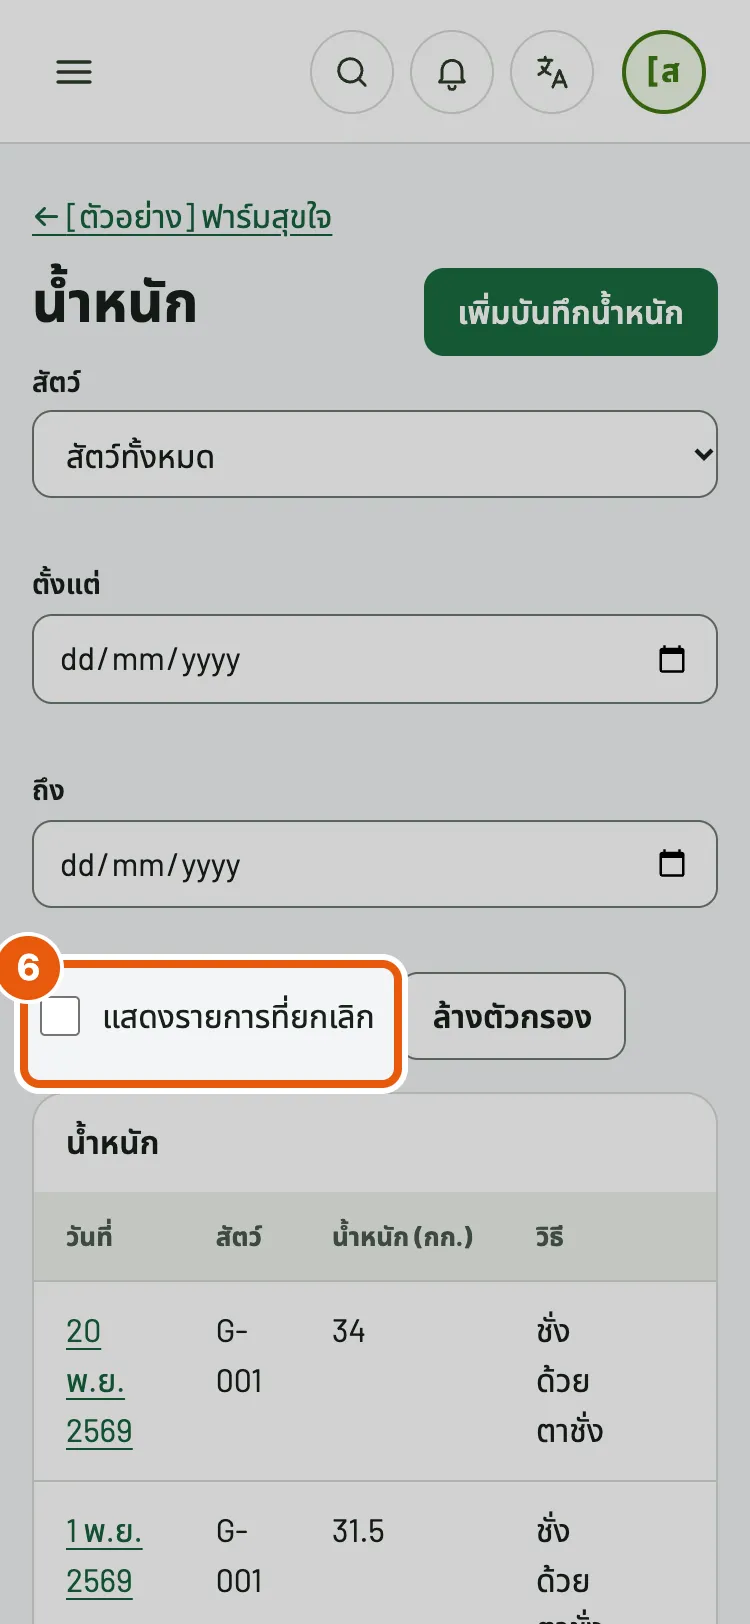 [ส
← [ตัวอย่าง] ฟาร์มสุขใจ
น้ำหนัก
เพิ่มบันทึกน้ำหนัก
สัตว์
สัตว์ทั้งหมด
ตั้งแต่
dd/mm/yyyy
ถึง
dd/mm/yyyy
6
แสดงรายการที่ยกเลิก
ล้างตัวกรอง
น้ำหนัก
วันที่ สัตว์ น้ำหนัก (กก.) วิธี
20 G- 34 ชั่ง
พ.ย. 001 ด้วย
2569 ตาชั่ง
1 พ.ย. G- 31.5 ชั่ง
2569 001 ด้วย